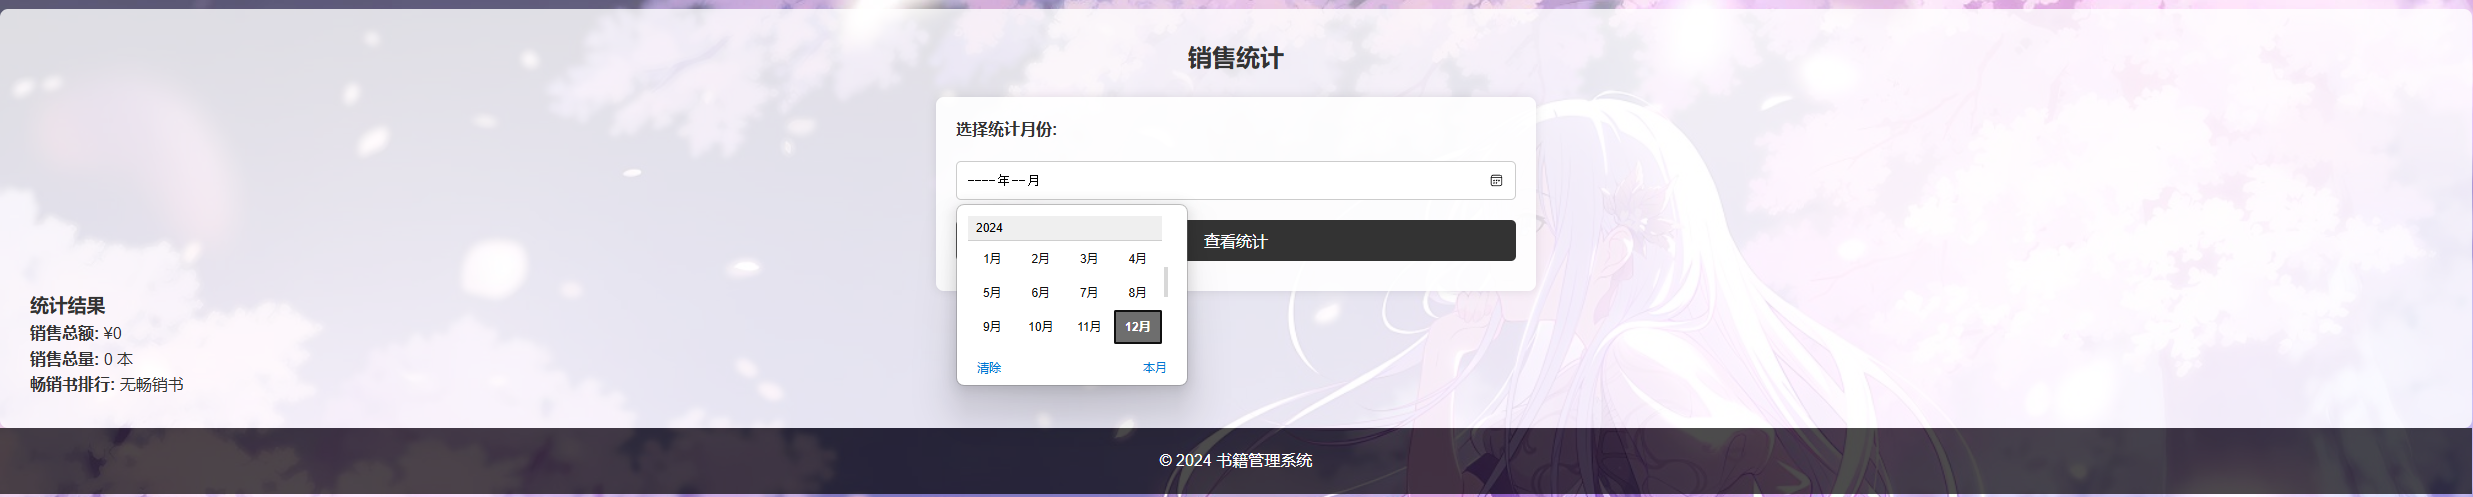 销售统计
选择统计月份:
----年--月
2024
1月 2月 3月 4月
5月 6月 7月 8月
9月 10月 11月 12月
清除 本月
查看统计
统计结果
销售总额: ¥0
销售总量: 0 本
畅销书排行: 无畅销书
© 2024 书籍管理系统